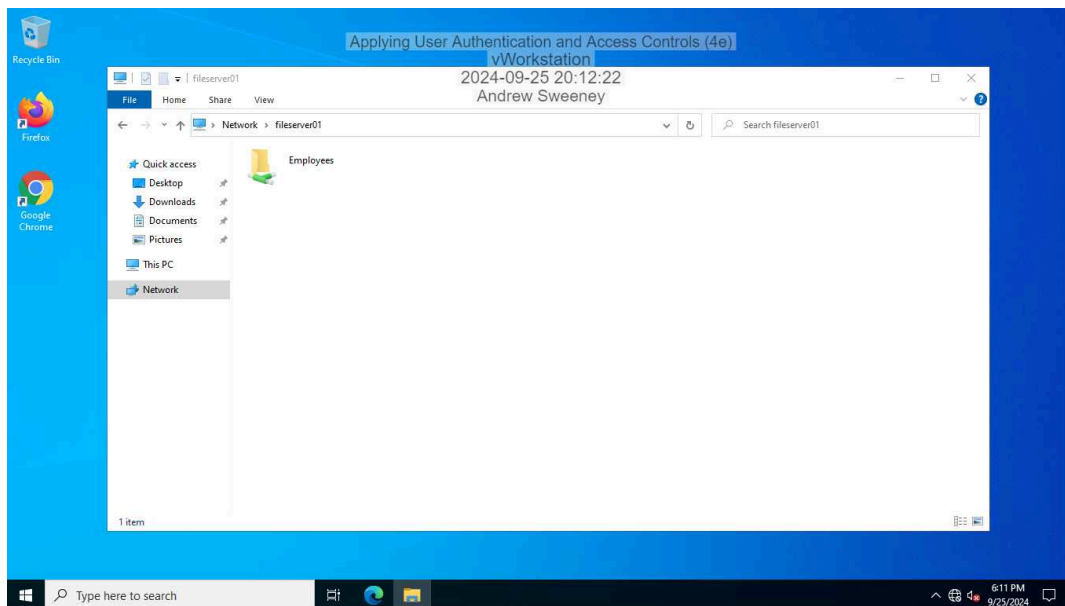 Applying User Authentication and Access Controls (4e)
vWorkstation
2024-09-25 20:12:22
Andrew Sweeney
Recycle Bin
Firefox
Google
Chrome
fileserver01
File Home Share View
Network › fileserver01
Search fileserver01
Quick access
Desktop
Downloads
Documents
Pictures
This PC
Network
Employees
1 item
Type here to search
6:11 PM
9/25/2024